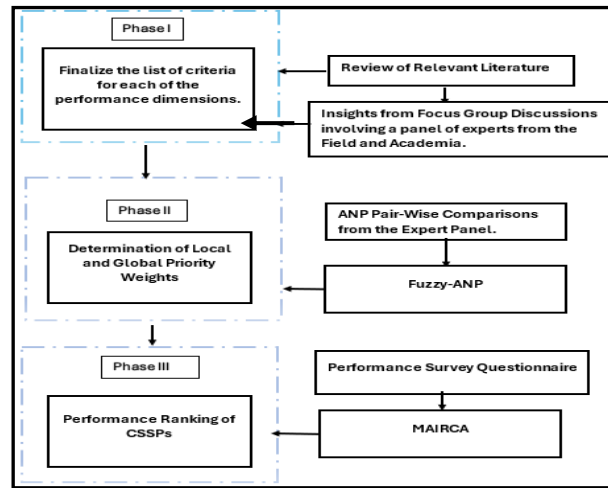 Phase I
Finalize the list of criteria
for each of the
performance dimensions.
Review of Relevant Literature
Insights from Focus Group Discussions
involving a panel of experts from the
Field and Academia.
Phase II
Determination of Local
and Global Priority
Weights
ANP Pair-Wise Comparisons
from the Expert Panel.
Fuzzy-ANP
Phase III
Performance Ranking of
CSSPs
Performance Survey Questionnaire
MAIRCA